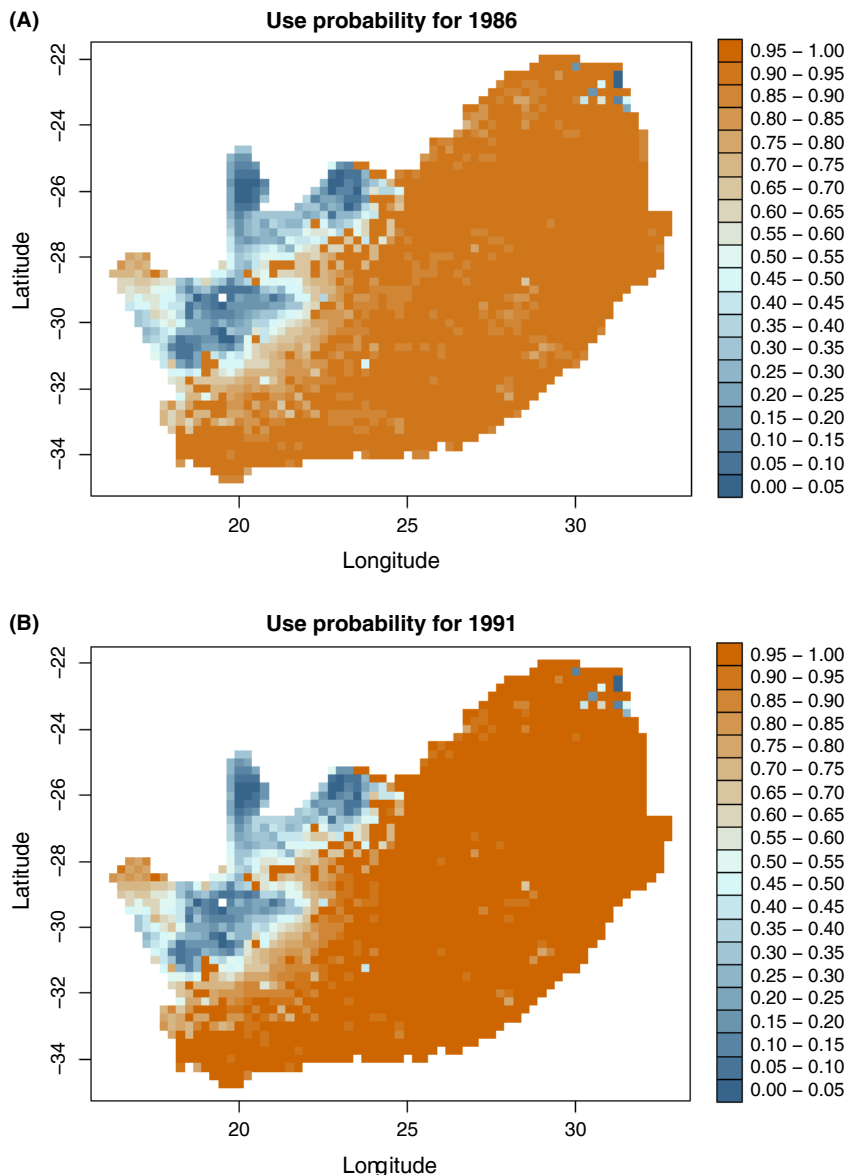 (A)
Use probability for 1986
Latitude
−22
−24
−26
−28
−30
−32
−34
20
25
30
Longitude
0.95 − 1.00
0.90 − 0.95
0.85 − 0.90
0.80 − 0.85
0.75 − 0.80
0.70 − 0.75
0.65 − 0.70
0.60 − 0.65
0.55 − 0.60
0.50 − 0.55
0.45 − 0.50
0.40 − 0.45
0.35 − 0.40
0.30 − 0.35
0.25 − 0.30
0.20 − 0.25
0.15 − 0.20
0.10 − 0.15
0.05 − 0.10
0.00 − 0.05
(B)
Use probability for 1991
Latitude
−22
−24
−26
−28
−30
−32
−34
20
25
30
Longitude
0.95 − 1.00
0.90 − 0.95
0.85 − 0.90
0.80 − 0.85
0.75 − 0.80
0.70 − 0.75
0.65 − 0.70
0.60 − 0.65
0.55 − 0.60
0.50 − 0.55
0.45 − 0.50
0.40 − 0.45
0.35 − 0.40
0.30 − 0.35
0.25 − 0.30
0.20 − 0.25
0.15 − 0.20
0.10 − 0.15
0.05 − 0.10
0.00 − 0.05